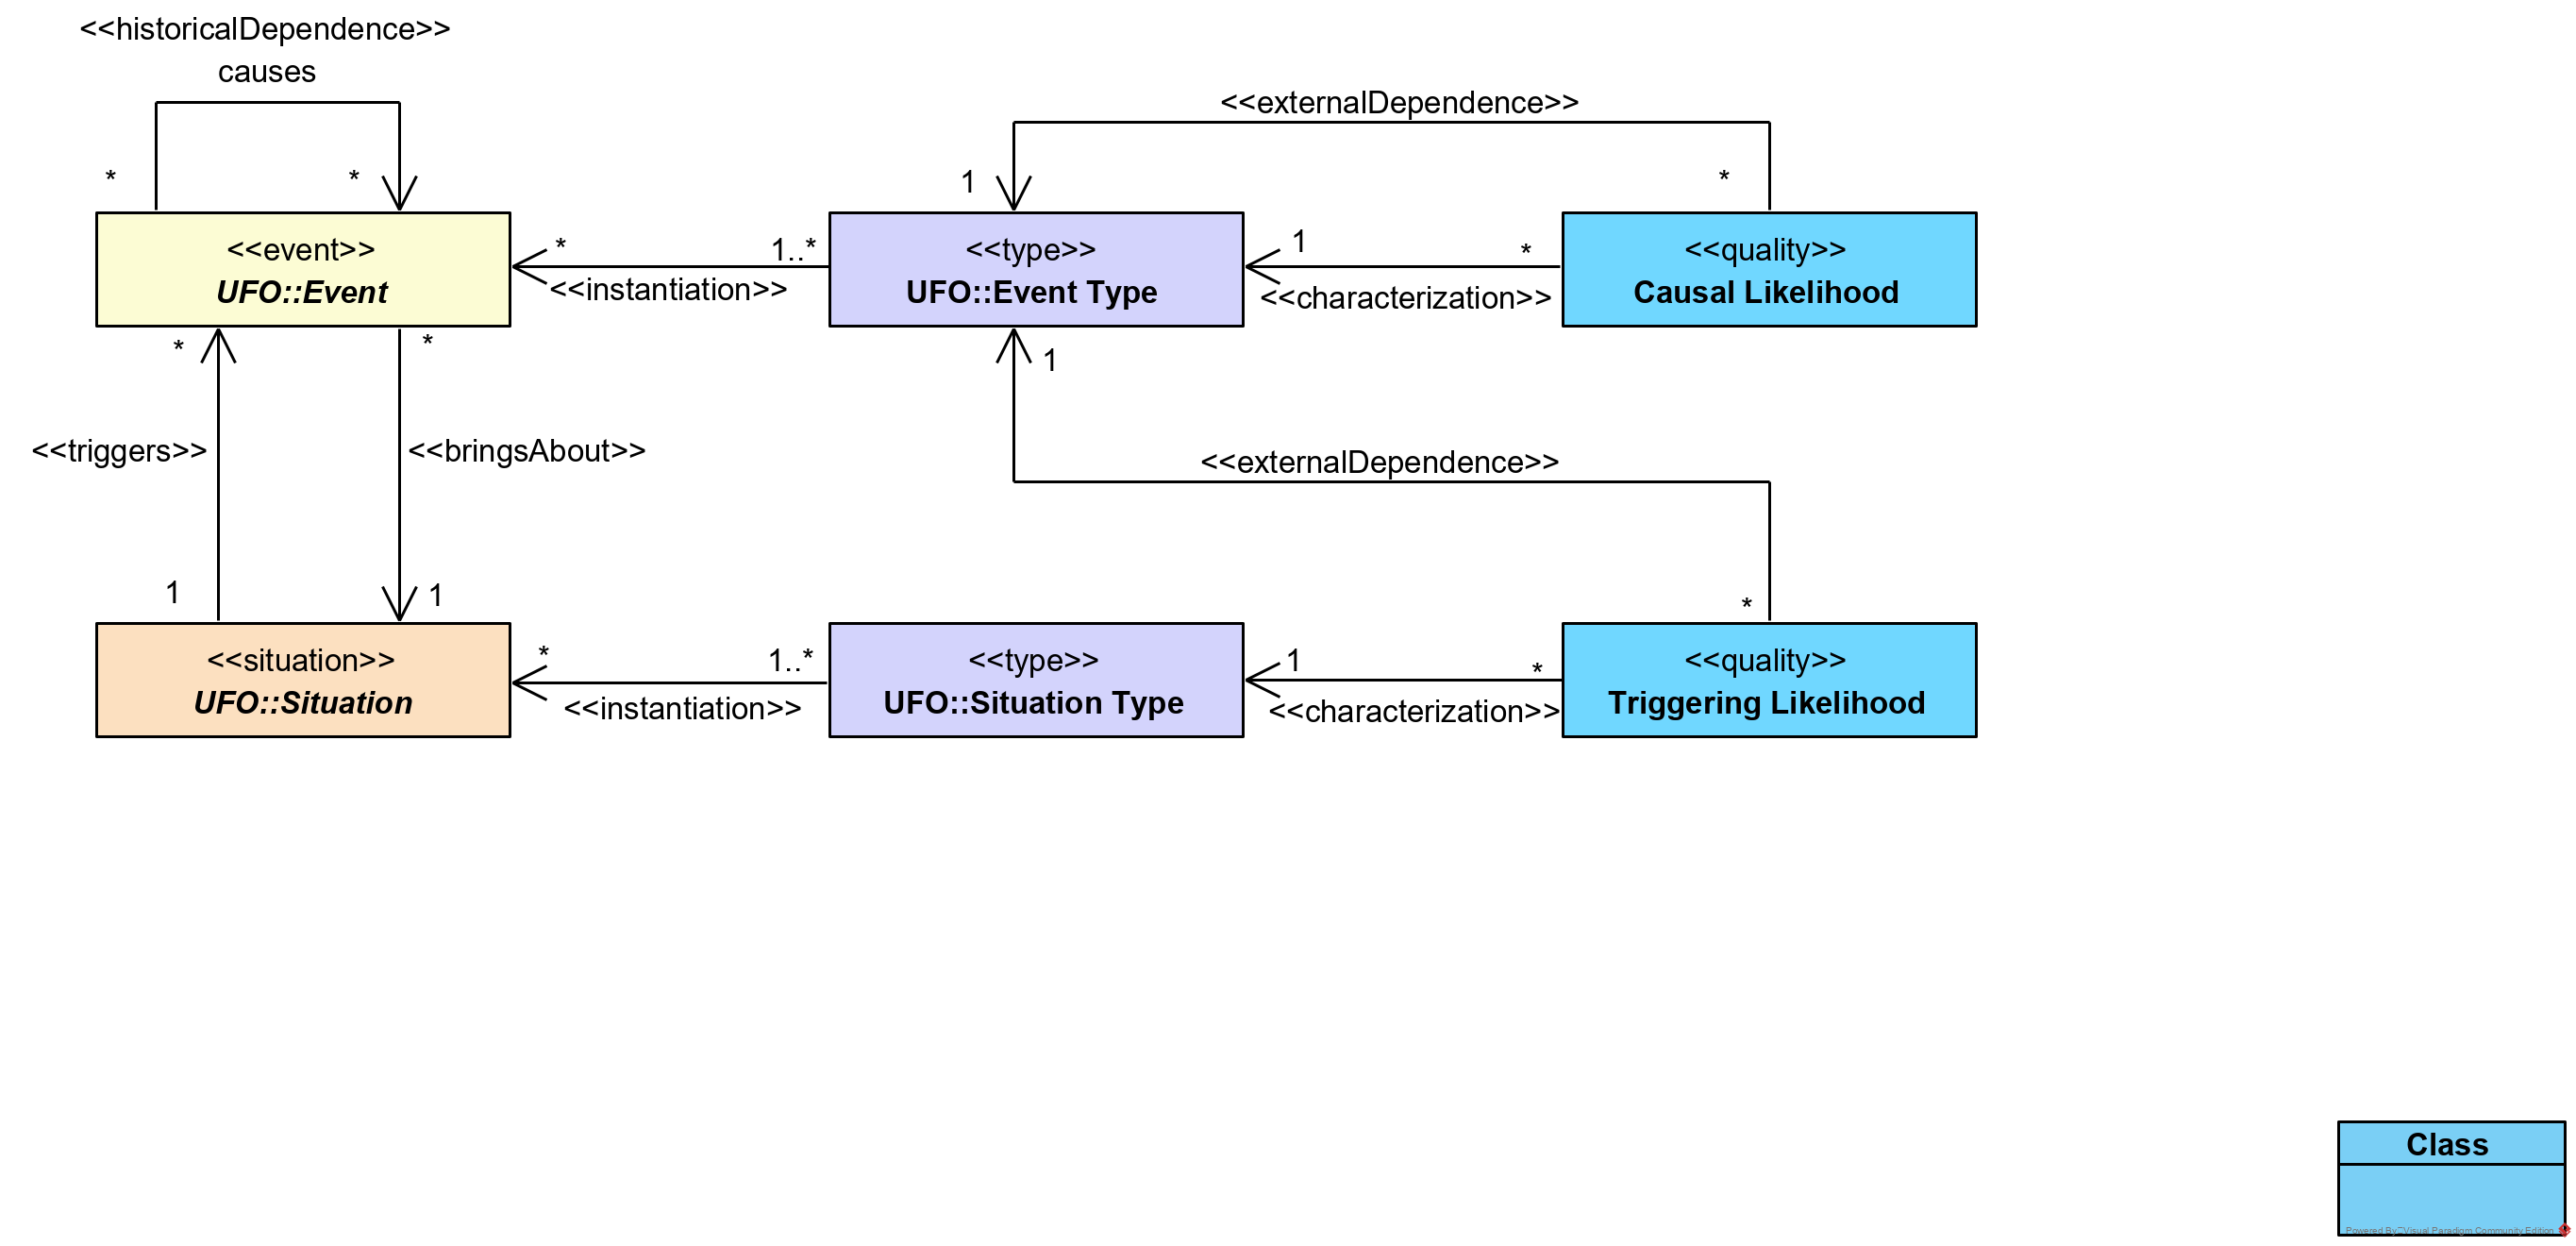 <<historicalDependence>>
causes
*
*
<<externalDependence>>
1
*
<<event>>
UFO::Event
*
1..*
<<instantiation>>
<<type>>
UFO::Event Type
1
*
<<characterization>>
<<quality>>
Causal Likelihood
*
*
1
<<triggers>>
<<bringsAbout>>
<<externalDependence>>
1
1
*
<<situation>>
UFO::Situation
*
1..*
<<instantiation>>
<<type>>
UFO::Situation Type
1
*
<<characterization>>
<<quality>>
Triggering Likelihood
Class
Powered By Visual Paradigm Community Edition